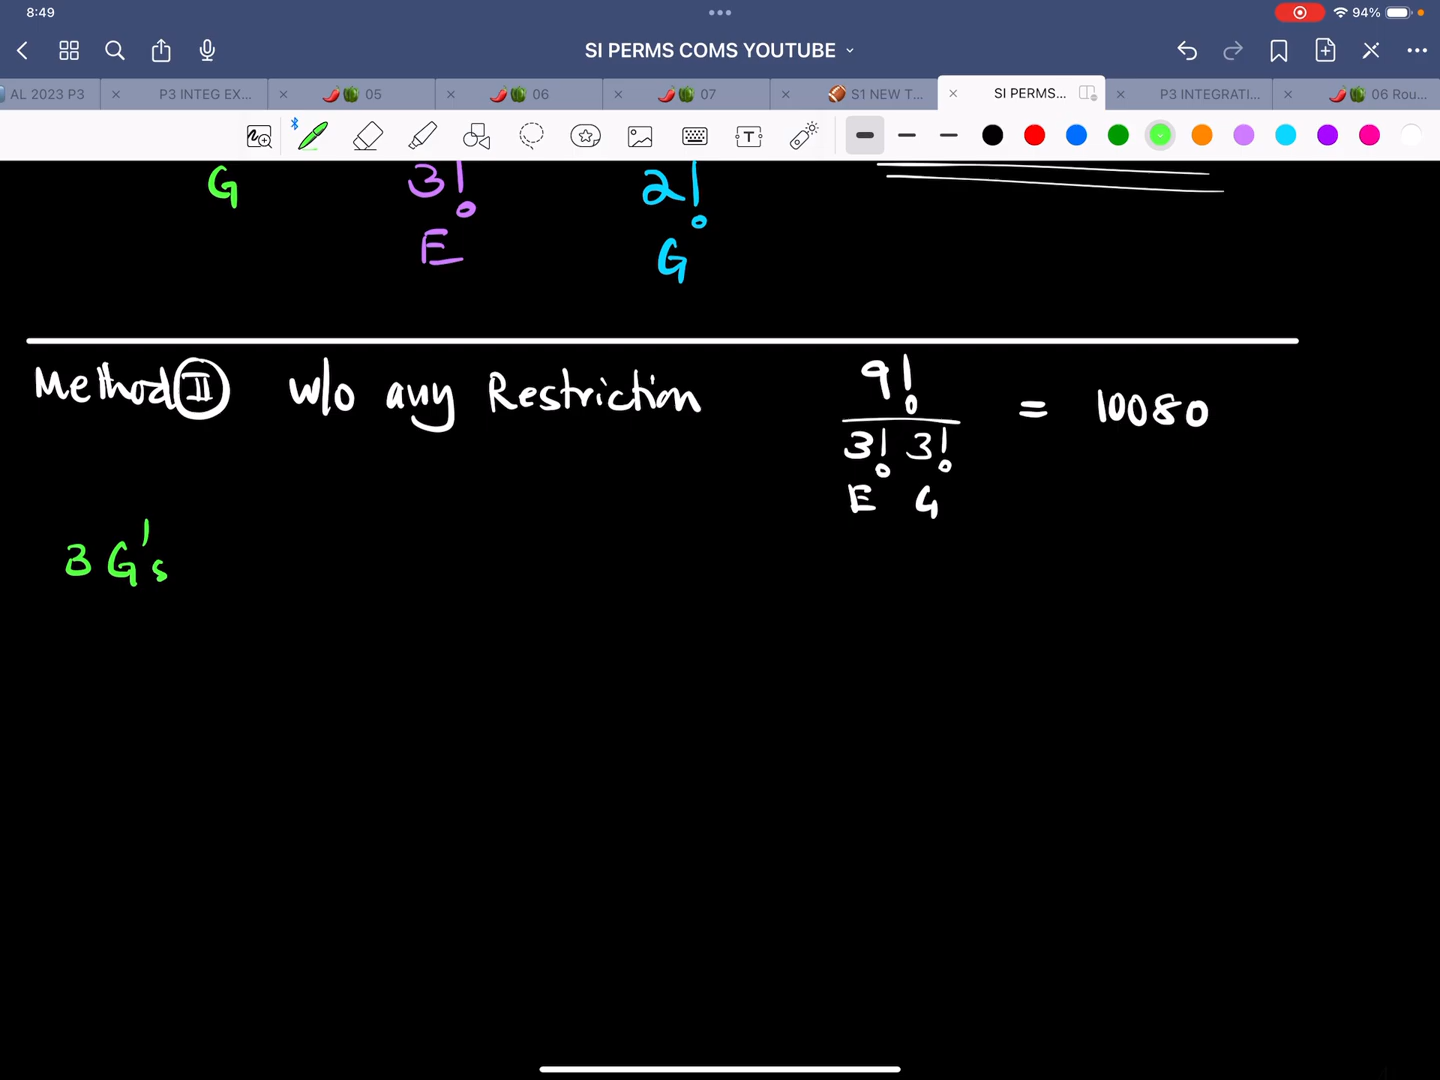 8:49
94%
SI PERMS COMS YOUTUBE
AL 2023 P3
P3 INTEG EX...
05
06
07
S1 NEW T...
SI PERMS...
P3 INTEGRATI...
06 Rou...
T
G 3! 2!
E G
Method II w/o any Restriction 9! / 3! 3! = 10080
E G
3 G's